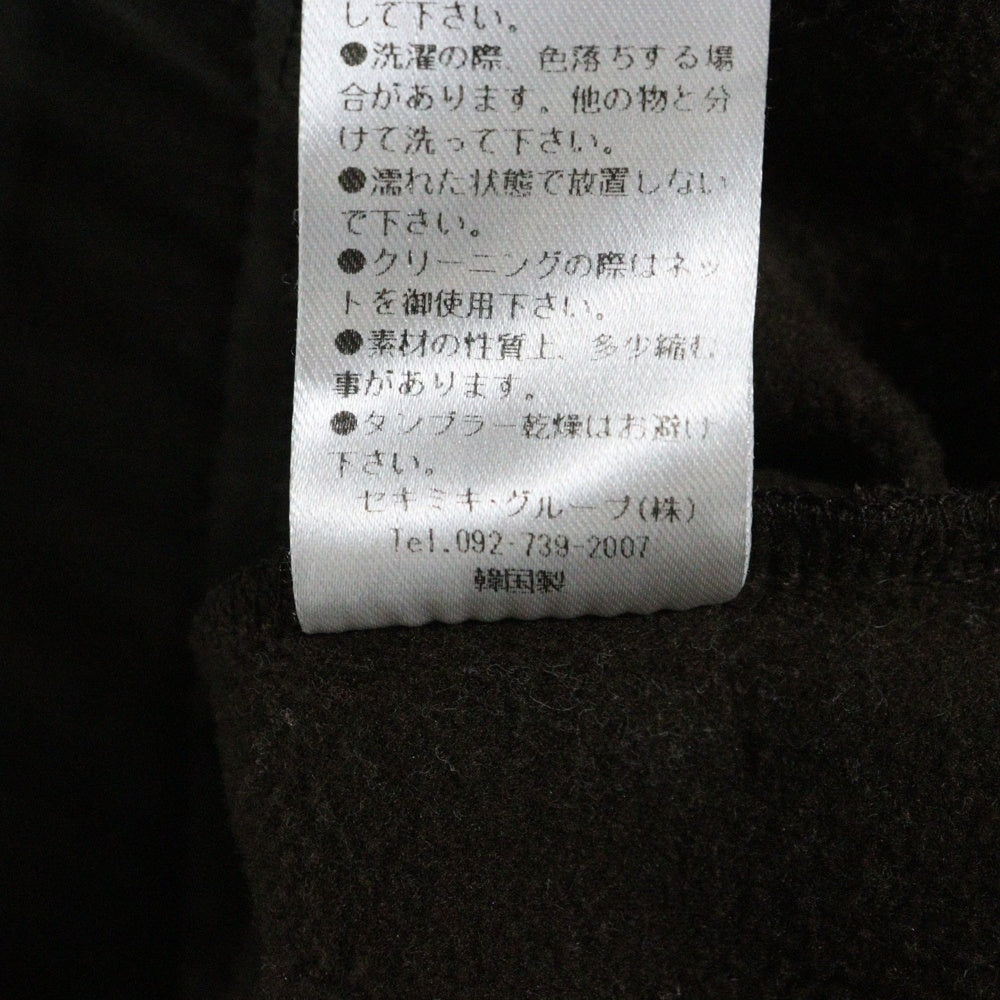 して下さい。
●洗濯の際、色落ちする場
合があります。他の物と分
けて洗って下さい。
●濡れた状態で放置しない
で下さい。
●クリーニングの際はネッ
トを御使用下さい。
●素材の性質上、多少縮む
事があります。
●タンブラー乾燥はお避け
下さい。
セキミキ・グループ(株)
Tel.092-739-2007
韓国製